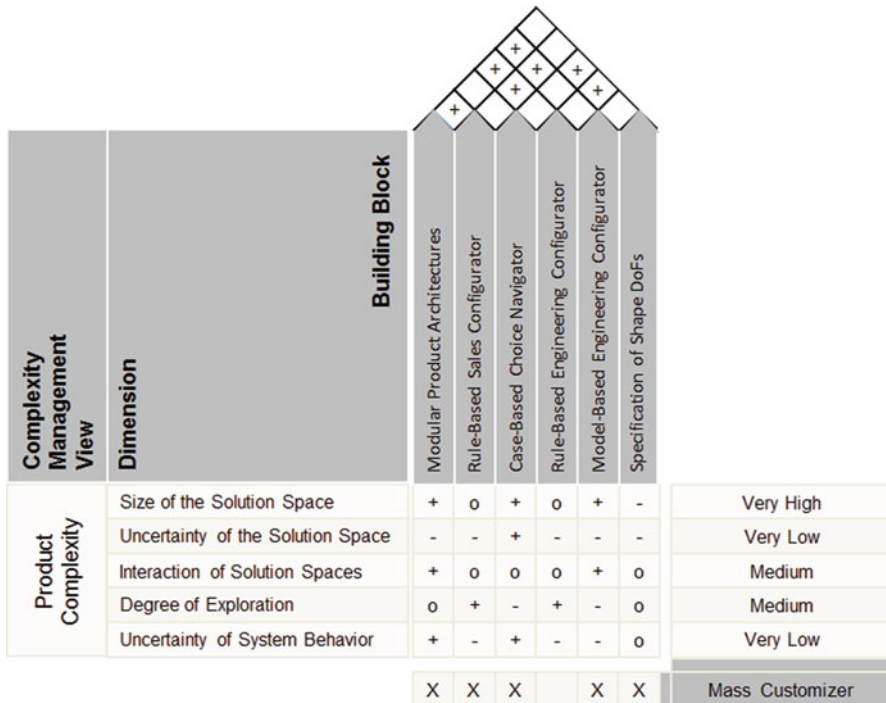 +
+ + +
+ +
+
Complexity
Management
View
Dimension
Building Block
Modular Product Architectures
Rule-Based Sales Configurator
Case-Based Choice Navigator
Rule-Based Engineering Configurator
Model-Based Engineering Configurator
Specification of Shape DoFs
Product
Complexity
Size of the Solution Space + o + o + - Very High
Uncertainty of the Solution Space - - + - - - Very Low
Interaction of Solution Spaces + o o o + o Medium
Degree of Exploration o + - + - o Medium
Uncertainty of System Behavior + - + - - o Very Low
X X X X X Mass Customizer